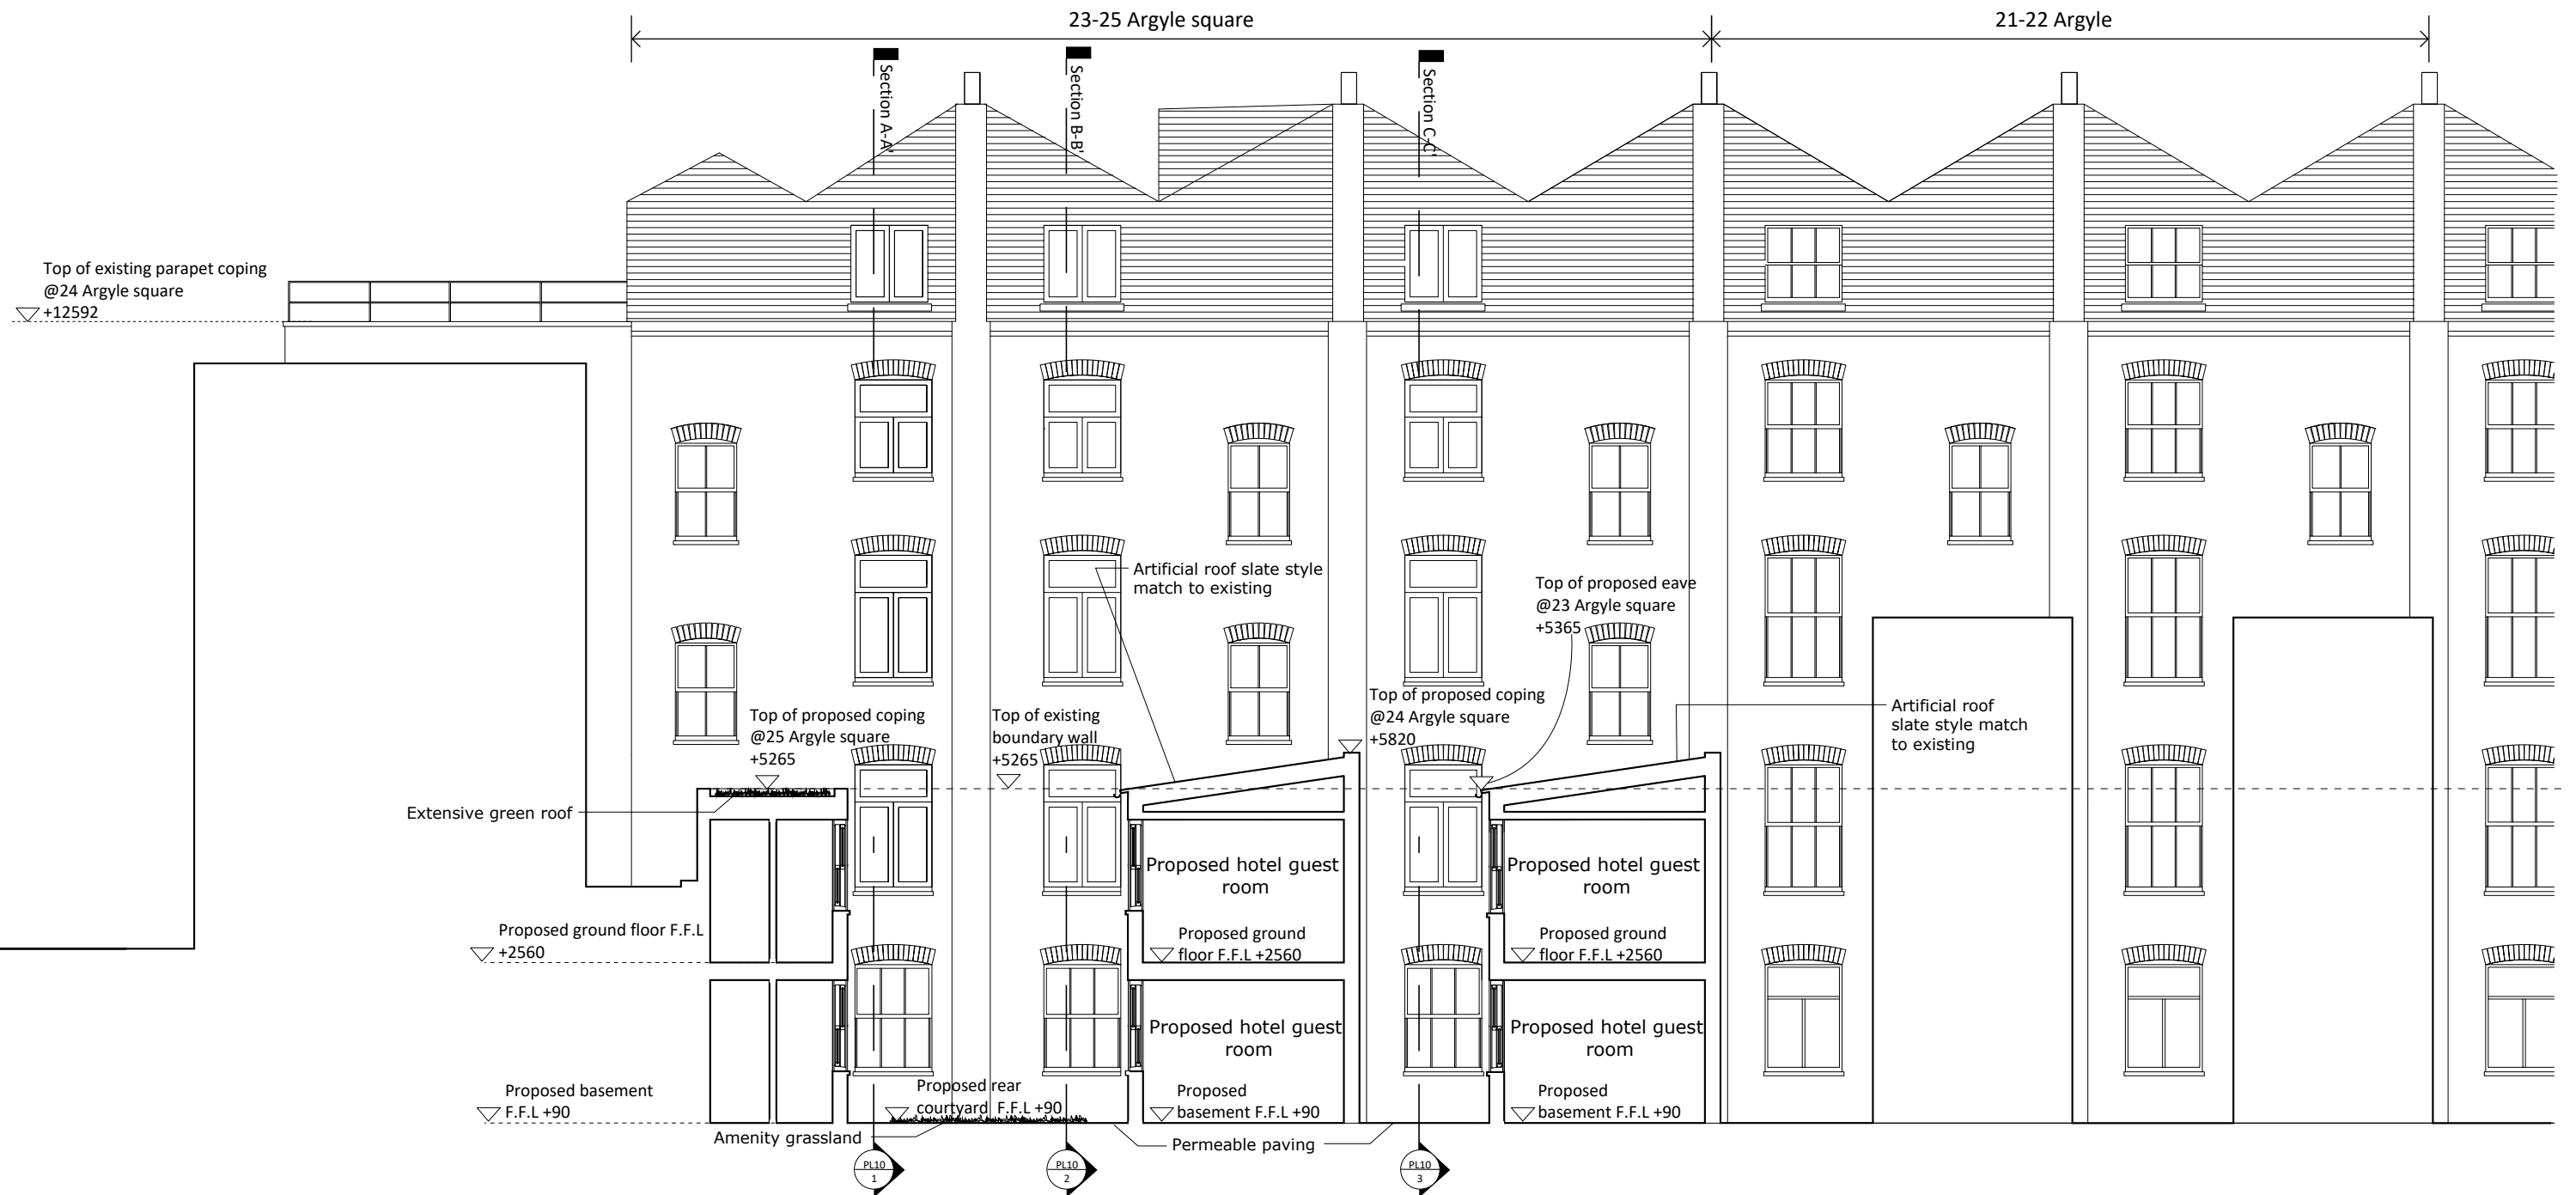 23-25 Argyle square
21-22 Argyle
Section A-A'
Section B-B'
Section C-C'
Top of existing parapet coping
@24 Argyle square
+12592
Artificial roof slate style
match to existing
Top of proposed eave
@23 Argyle square
+5365
Top of proposed coping
@25 Argyle square
+5265
Top of existing
boundary wall
+5265
Top of proposed coping
@24 Argyle square
+5820
Artificial roof
slate style match
to existing
Extensive green roof
Proposed hotel guest
room
Proposed hotel guest
room
Proposed ground floor F.F.L
+2560
Proposed ground
floor F.F.L +2560
Proposed ground
floor F.F.L +2560
Proposed hotel guest
room
Proposed hotel guest
room
Proposed basement
F.F.L +90
Proposed rear
courtyard F.F.L +90
Proposed
basement F.F.L +90
Proposed
basement F.F.L +90
Amenity grassland
Permeable paving
PL10
1
PL10
2
PL10
3